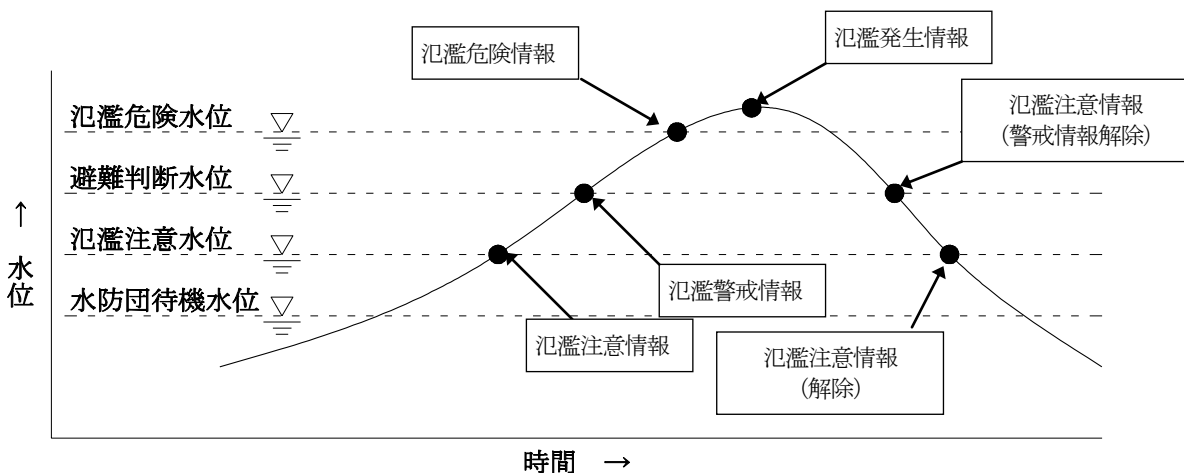 氾濫発生情報
氾濫危険情報
氾濫注意情報
(警戒情報解除)
氾濫危険水位
避難判断水位
氾濫注意水位
水防団待機水位
↑
水位
氾濫警戒情報
氾濫注意情報
氾濫注意情報
(解除)
時間 →